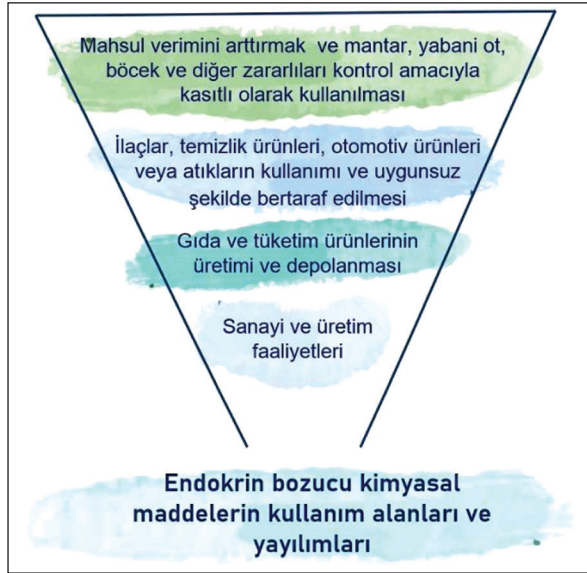 Mahsul verimini arttırmak ve mantar, yabani ot,
böcek ve diğer zararlıları kontrol amacıyla
kasıtlı olarak kullanılması
İlaçlar, temizlik ürünleri, otomotiv ürünleri
veya atıkların kullanımı ve uygunsuz
şekilde bertaraf edilmesi
Gıda ve tüketim ürünlerinin
üretimi ve depolanması
Sanayi ve üretim
faaliyetleri
Endokrin bozucu kimyasal
maddelerin kullanım alanları ve
yayılımları